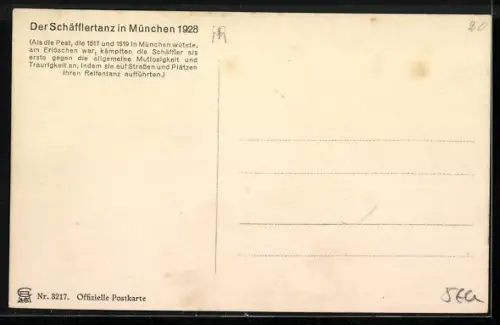 Der Schäfflertanz in München 1928
(Als die Pest, die 1517 und 1519 in München wütete,
am Erlöschen war, kämpften die Schäffler als
erste gegen die allgemeine Mutlosigkeit und
Traurigkeit an, indem sie auf Straßen und Plätzen
ihren Reifentanz aufführten.)
20
Nr. 3217. Offizielle Postkarte